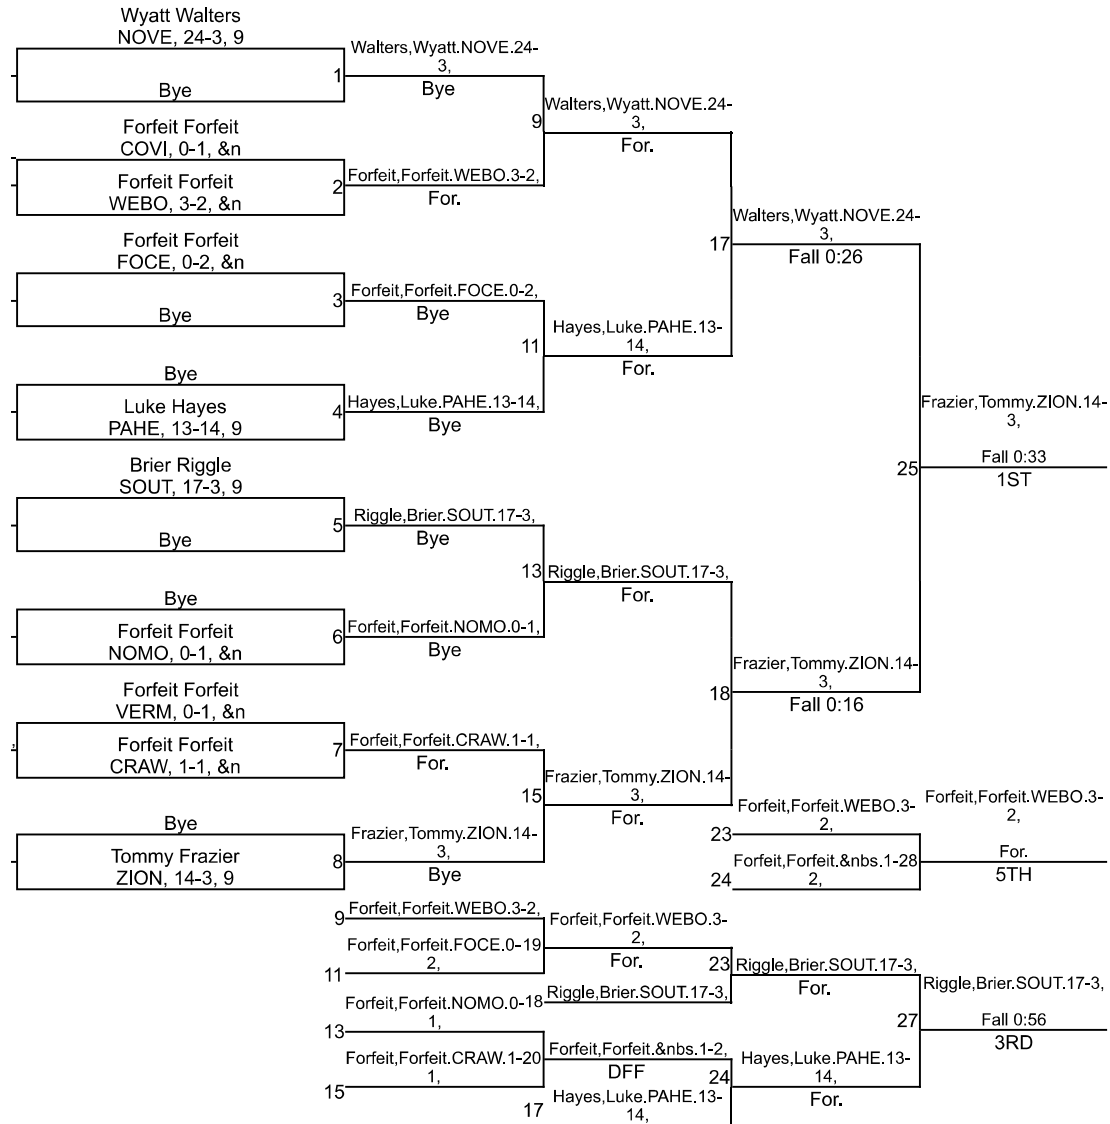 Wyatt Walters
NOVE, 24-3, 9
1
Bye
Forfeit Forfeit
COVI, 0-1, &n
2
Forfeit Forfeit
WEBO, 3-2, &n
Forfeit Forfeit
FOCE, 0-2, &n
3
Bye
Bye
4
Luke Hayes
PAHE, 13-14, 9
Brier Riggle
SOUT, 17-3, 9
5
Bye
Bye
6
Forfeit Forfeit
NOMO, 0-1, &n
Forfeit Forfeit
VERM, 0-1, &n
7
Forfeit Forfeit
CRAW, 1-1, &n
Bye
8
Tommy Frazier
ZION, 14-3, 9
Walters,Wyatt.NOVE.24-
3,
Bye
9
Forfeit,Forfeit.WEBO.3-2,
For.
Forfeit,Forfeit.FOCE.0-2,
Bye
11
Hayes,Luke.PAHE.13-14,
Bye
Riggle,Brier.SOUT.17-3,
Bye
13
Forfeit,Forfeit.NOMO.0-1,
Bye
Forfeit,Forfeit.CRAW.1-1,
For.
15
Frazier,Tommy.ZION.14-
3,
Bye
Walters,Wyatt.NOVE.24-
3,
For.
17
Hayes,Luke.PAHE.13-
14,
For.
Riggle,Brier.SOUT.17-3,
For.
18
Frazier,Tommy.ZION.14-
3,
For.
Walters,Wyatt.NOVE.24-
3,
Fall 0:26
25
Frazier,Tommy.ZION.14-
3,
Fall 0:16
Frazier,Tommy.ZION.14-
3,
Fall 0:33
1ST
Forfeit,Forfeit.WEBO.3-
2,
23
Forfeit,Forfeit.&nbs.1-28
2,
24
Forfeit,Forfeit.WEBO.3-
2,
For.
5TH
Forfeit,Forfeit.WEBO.3-2,
9
Forfeit,Forfeit.FOCE.0-19
2,
11
Forfeit,Forfeit.NOMO.0-18
1,
13
Forfeit,Forfeit.CRAW.1-20
1,
15
Forfeit,Forfeit.WEBO.3-
2,
For.
23
Riggle,Brier.SOUT.17-3,
Forfeit,Forfeit.&nbs.1-2,
DFF
24
17
Hayes,Luke.PAHE.13-
14,
Riggle,Brier.SOUT.17-3,
For.
27
Hayes,Luke.PAHE.13-
14,
For.
Riggle,Brier.SOUT.17-3,
Fall 0:56
3RD